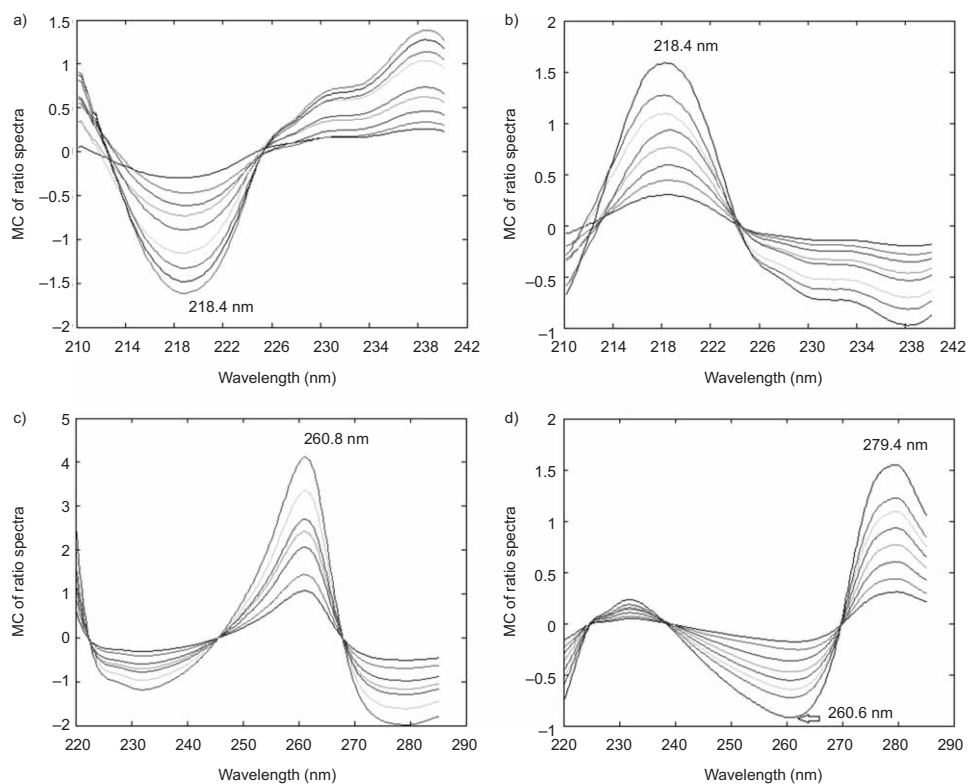 a)
MC of ratio spectra
1.5
1
0.5
0
–0.5
–1
–1.5
–2
218.4 nm
210 214 218 222 226 230 234 238 242
Wavelength (nm)
b)
MC of ratio spectra
2
1.5
1
0.5
0
–0.5
–1
218.4 nm
210 214 218 222 226 230 234 238 242
Wavelength (nm)
c)
MC of ratio spectra
5
4
3
2
1
0
–1
–2
260.8 nm
220 230 240 250 260 270 280 290
Wavelength (nm)
d)
MC of ratio spectra
2
1.5
1
0.5
0
–0.5
–1
279.4 nm
260.6 nm
220 230 240 250 260 270 280 290
Wavelength (nm)